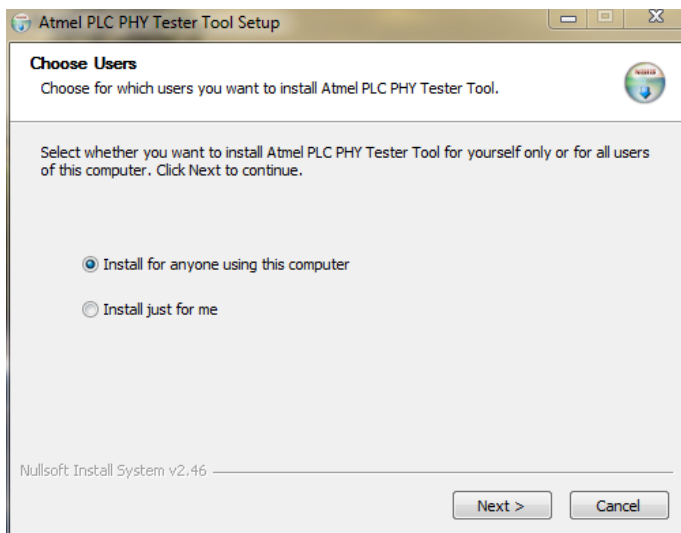 Atmel PLC PHY Tester Tool Setup
Choose Users
Choose for which users you want to install Atmel PLC PHY Tester Tool.
Select whether you want to install Atmel PLC PHY Tester Tool for yourself only or for all users
of this computer. Click Next to continue.
Install for anyone using this computer
Install just for me
Nullsoft Install System v2.46
Next > Cancel